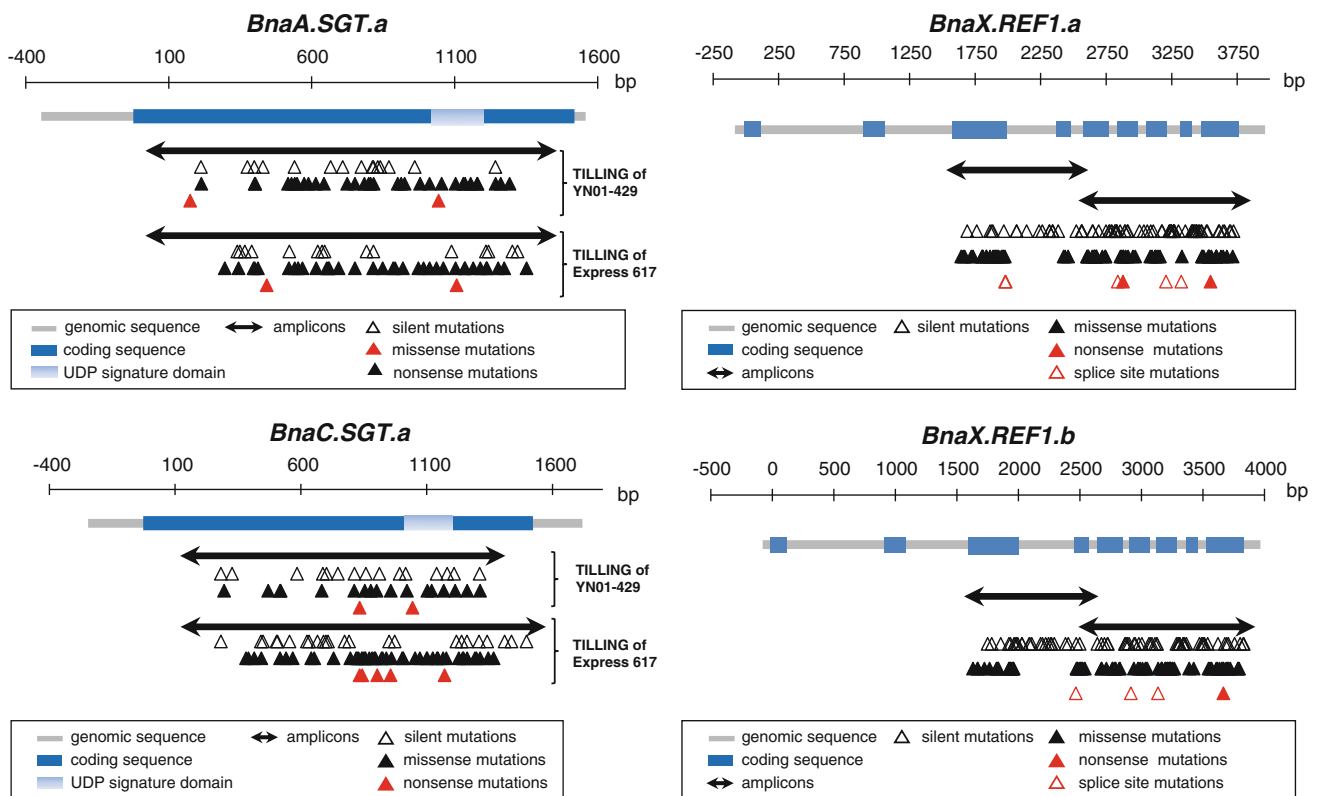 BnaA.SGT.a
-400 100 600 1100 1600
bp
TILLING of
YN01-429
TILLING of
Express 617
genomic sequence amplicons silent mutations
coding sequence missense mutations
UDP signature domain nonsense mutations
BnaX.REF1.a
-250 250 750 1250 1750 2250 2750 3250 3750
bp
genomic sequence silent mutations missense mutations
coding sequence nonsense mutations
amplicons splice site mutations
BnaC.SGT.a
-400 100 600 1100 1600
bp
TILLING of
YN01-429
TILLING of
Express 617
genomic sequence amplicons silent mutations
coding sequence missense mutations
UDP signature domain nonsense mutations
BnaX.REF1.b
-500 0 500 1000 1500 2000 2500 3000 3500 4000
bp
genomic sequence silent mutations missense mutations
coding sequence nonsense mutations
amplicons splice site mutations